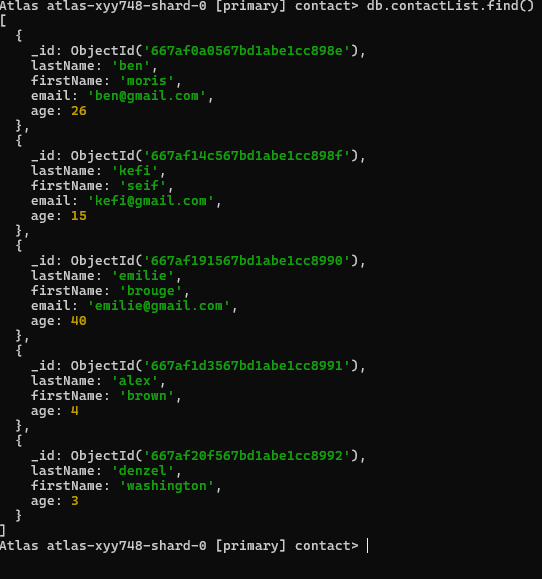 Atlas atlas-xyy748-shard-0 [primary] contact> db.contactList.find()
[
  {
    _id: ObjectId('667af0a0567bd1abe1cc898e'),
    lastName: 'ben',
    firstName: 'moris',
    email: 'ben@gmail.com',
    age: 26
  },
  {
    _id: ObjectId('667af14c567bd1abe1cc898f'),
    lastName: 'kefi',
    firstName: 'seif',
    email: 'kefi@gmail.com',
    age: 15
  },
  {
    _id: ObjectId('667af191567bd1abe1cc8990'),
    lastName: 'emilie',
    firstName: 'brouge',
    email: 'emilie@gmail.com',
    age: 40
  },
  {
    _id: ObjectId('667af1d3567bd1abe1cc8991'),
    lastName: 'alex',
    firstName: 'brown',
    age: 4
  },
  {
    _id: ObjectId('667af20f567bd1abe1cc8992'),
    lastName: 'denzel',
    firstName: 'washington',
    age: 3
  }
]
Atlas atlas-xyy748-shard-0 [primary] contact>